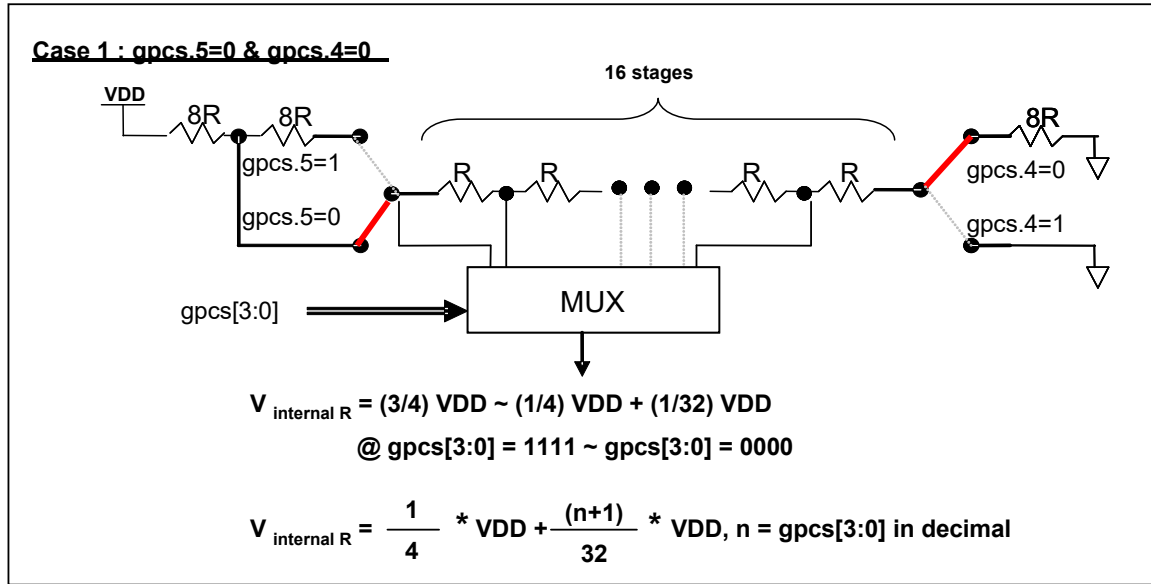 Case 1 : gpcs.5=0 & gpcs.4=0
16 stages
VDD
8R
8R
8R
gpcs.5=1
R
R
R
R
gpcs.4=0
gpcs.5=0
gpcs.4=1
MUX
gpcs[3:0]
V internal R = (3/4) VDD ~ (1/4) VDD + (1/32) VDD
@ gpcs[3:0] = 1111 ~ gpcs[3:0] = 0000
V internal R = 1/4 * VDD + (n+1)/32 * VDD, n = gpcs[3:0] in decimal